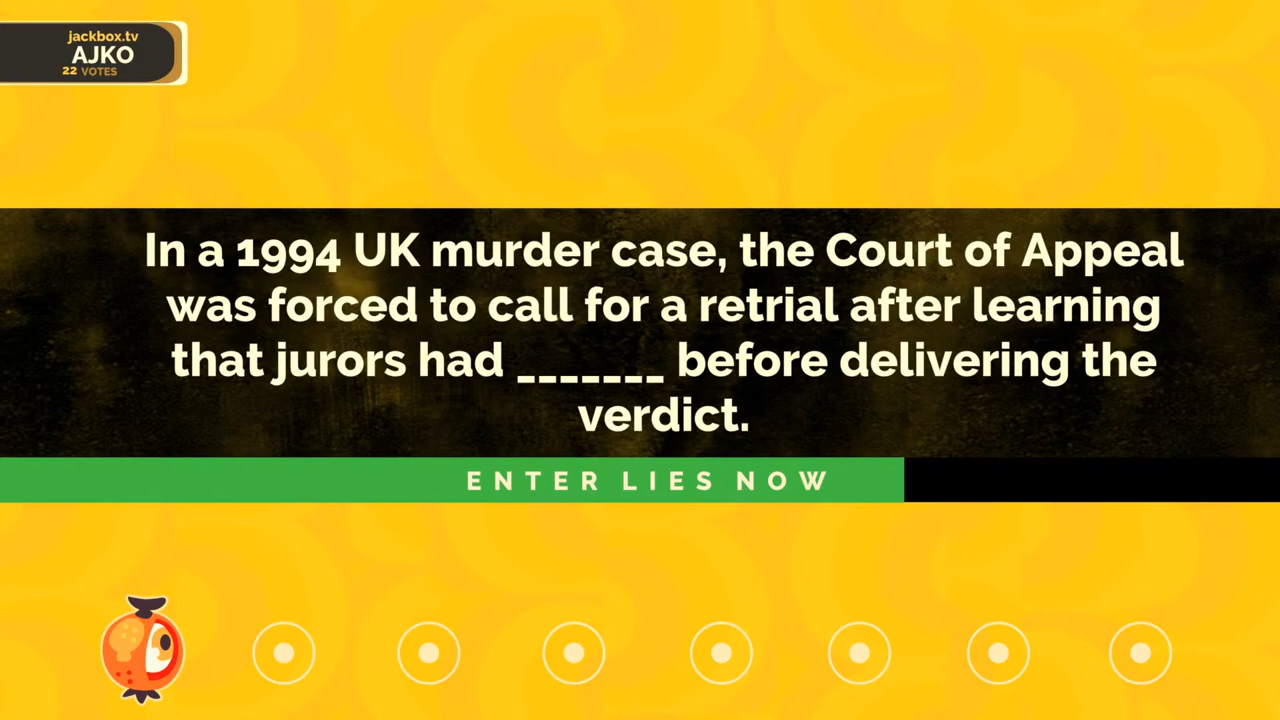 jackbox.tv
AJKO
22 VOTES
In a 1994 UK murder case, the Court of Appeal
was forced to call for a retrial after learning
that jurors had _______ before delivering the
verdict.
ENTER LIES NOW